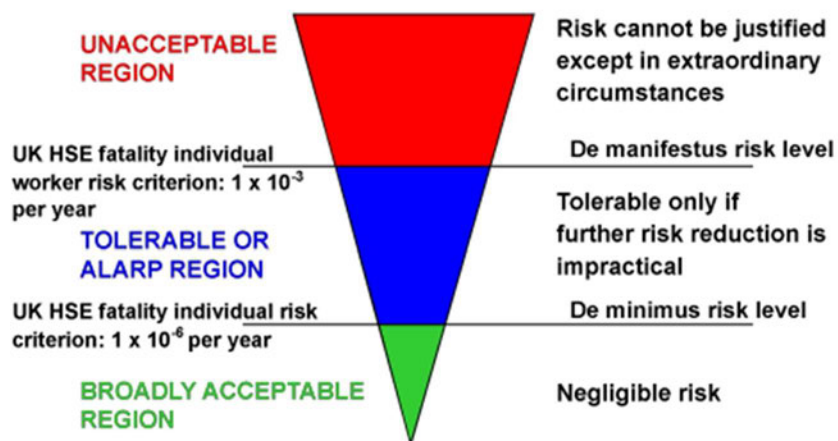 UNACCEPTABLE
REGION
Risk cannot be justified
except in extraordinary
circumstances
UK HSE fatality individual
worker risk criterion: 1 x 10⁻³
per year
De manifestus risk level
TOLERABLE OR
ALARP REGION
Tolerable only if
further risk reduction is
impractical
UK HSE fatality individual risk
criterion: 1 x 10⁻⁶ per year
De minimus risk level
BROADLY ACCEPTABLE
REGION
Negligible risk